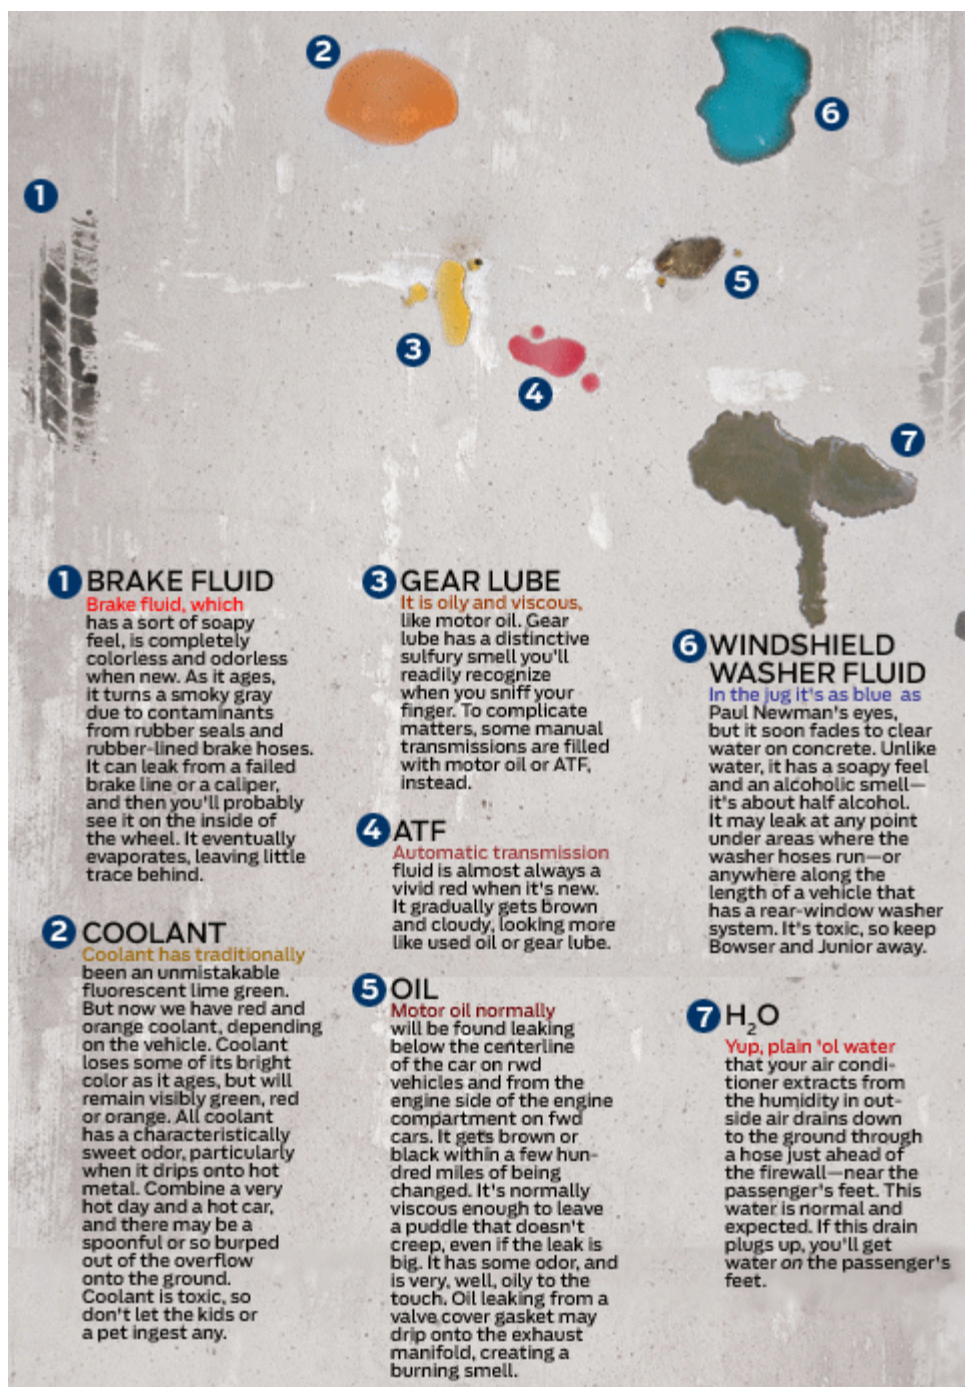 2
6
1
5
3
4
7
1 BRAKE FLUID
Brake fluid, which
has a sort of soapy
feel, is completely
colorless and odorless
when new. As it ages,
it turns a smoky gray
due to contaminants
from rubber seals and
rubber-lined brake hoses.
It can leak from a failed
brake line or a caliper,
and then you'll probably
see it on the inside of
the wheel. It eventually
evaporates, leaving little
trace behind.
2 COOLANT
Coolant has traditionally
been an unmistakable
fluorescent lime green.
But now we have red and
orange coolant, depending
on the vehicle. Coolant
loses some of its bright
color as it ages, but will
remain visibly green, red
or orange. All coolant
has a characteristically
sweet odor, particularly
when it drips onto hot
metal. Combine a very
hot day and a hot car,
and there may be a
spoonful or so burped
out of the overflow
onto the ground.
Coolant is toxic, so
don't let the kids or
a pet ingest any.
3 GEAR LUBE
It is oily and viscous,
like motor oil. Gear
lube has a distinctive
sulfury smell you'll
readily recognize
when you sniff your
finger. To complicate
matters, some manual
transmissions are filled
with motor oil or ATF,
instead.
4 ATF
Automatic transmission
fluid is almost always a
vivid red when it's new.
It gradually gets brown
and cloudy, looking more
like used oil or gear lube.
5 OIL
Motor oil normally
will be found leaking
below the centerline
of the car on rwd
vehicles and from the
engine side of the engine
compartment on fwd
cars. It gets brown or
black within a few hun-
dred miles of being
changed. It's normally
viscous enough to leave
a puddle that doesn't
creep, even if the leak is
big. It has some odor, and
is very, well, oily to the
touch. Oil leaking from a
valve cover gasket may
drip onto the exhaust
manifold, creating a
burning smell.
6 WINDSHIELD
WASHER FLUID
In the jug it's as blue as
Paul Newman's eyes,
but it soon fades to clear
water on concrete. Unlike
water, it has a soapy feel
and an alcoholic smell—
it's about half alcohol.
It may leak at any point
under areas where the
washer hoses run—or
anywhere along the
length of a vehicle that
has a rear-window washer
system. It's toxic, so keep
Bowser and Junior away.
7 H2O
Yup, plain 'ol water
that your air condi-
tioner extracts from
the humidity in out-
side air drains down
to the ground through
a hose just ahead of
the firewall—near the
passenger's feet. This
water is normal and
expected. If this drain
plugs up, you'll get
water on the passenger's
feet.